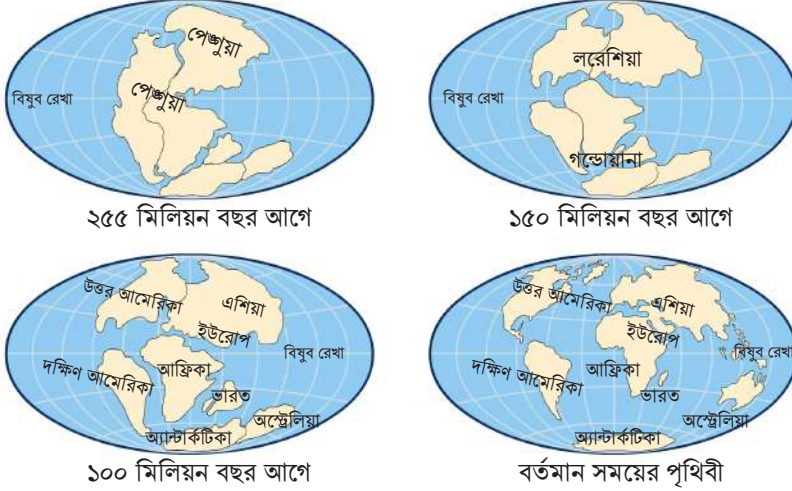 পেঙ্গুয়া
পেঙ্গুয়া
বিষুব রেখা
২৫৫ মিলিয়ন বছর আগে
লরেশিয়া
বিষুব রেখা
গন্ডোয়ানা
১৫০ মিলিয়ন বছর আগে
উত্তর আমেরিকা
এশিয়া
ইউরোপ
বিষুব রেখা
দক্ষিণ আমেরিকা
আফ্রিকা
ভারত
অস্ট্রেলিয়া
অ্যান্টার্কটিকা
১০০ মিলিয়ন বছর আগে
উত্তর আমেরিকা
এশিয়া
ইউরোপ
বিষুব রেখা
দক্ষিণ আমেরিকা
আফ্রিকা
ভারত
অস্ট্রেলিয়া
অ্যান্টার্কটিকা
বর্তমান সময়ের পৃথিবী